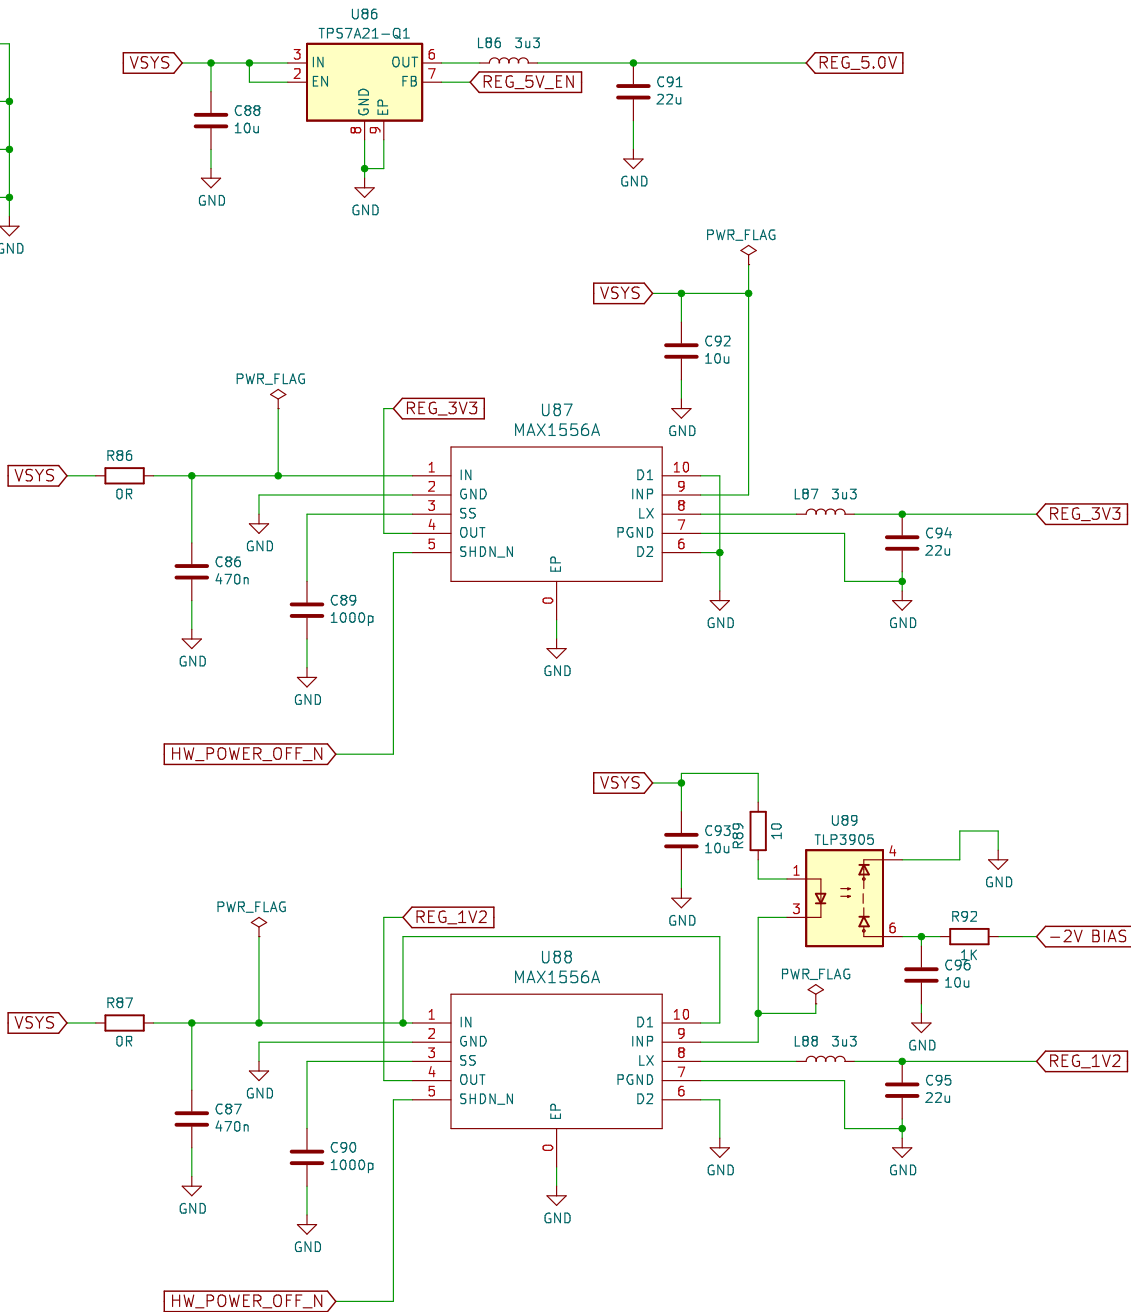 U86
TPS7A21-Q1
VSYS
3 IN
2 EN
OUT 6
FB 7
GND
EP
8
9
L86 3u3
REG_5V_EN
REG_5.0V
C88
10u
C91
22u
GND
GND
GND
GND
PWR_FLAG
VSYS
C92
10u
GND
PWR_FLAG
REG_3V3
U87
MAX1556A
VSYS
R86
0R
1 IN
2 GND
3 SS
4 OUT
5 SHDN_N
D1 10
INP 9
LX 8
PGND 7
D2 6
EP
0
L87 3u3
REG_3V3
GND
C94
22u
C86
470n
C89
1000p
GND
GND
GND
GND
GND
HW_POWER_OFF_N
VSYS
C93
10u
R89
10
U89
TLP3905
1
3
4
6
GND
GND
R92
1K
-2V BIAS
C96
10u
GND
PWR_FLAG
PWR_FLAG
REG_1V2
U88
MAX1556A
VSYS
R87
0R
1 IN
2 GND
3 SS
4 OUT
5 SHDN_N
D1 10
INP 9
LX 8
PGND 7
D2 6
EP
0
L88 3u3
REG_1V2
GND
C95
22u
C87
470n
C90
1000p
GND
GND
GND
GND
GND
HW_POWER_OFF_N